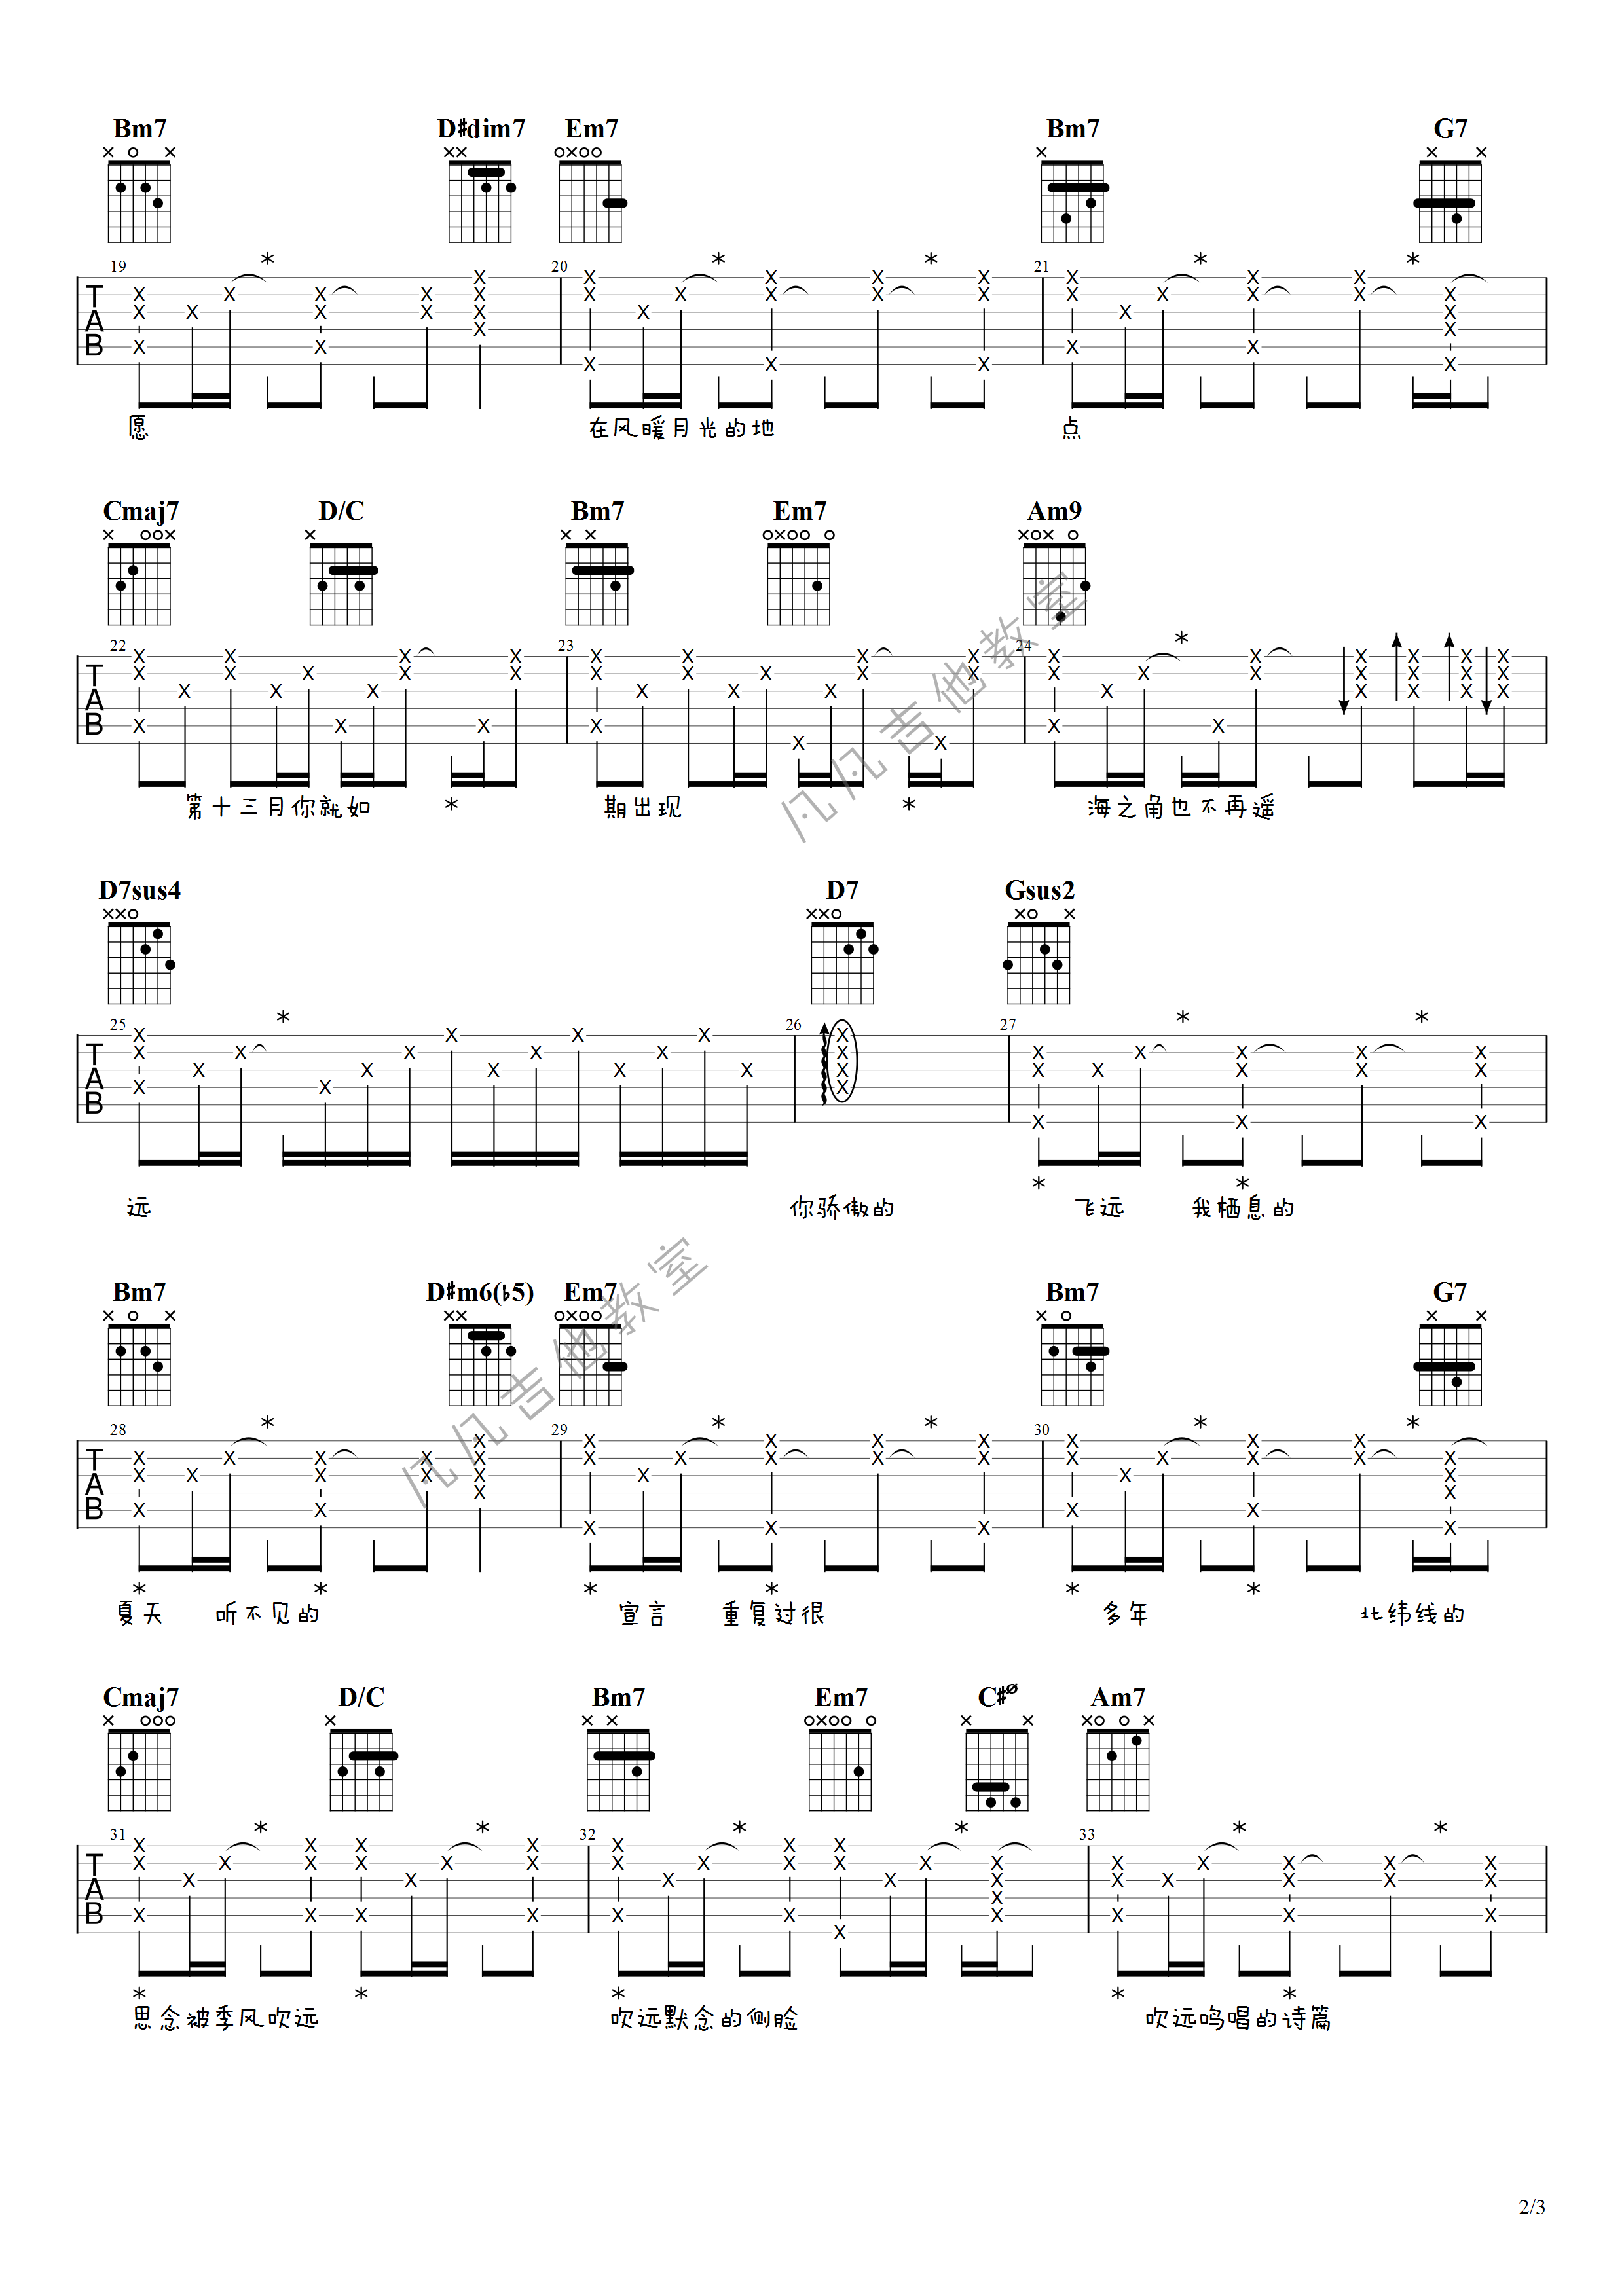 Bm7 D♯dim7 Em7 Bm7 G7
19 20 21
TAB
愿 在风暖月光的地 点
Cmaj7 D/C Bm7 Em7 Am9
22 23 24
TAB
第十三月你就如 期出现 海之角也不再遥
凡凡吉他教室
D7sus4 D7 Gsus2
25 26 27
TAB
远 你骄傲的 飞远 我栖息的
Bm7 D♯m6(♭5) Em7 Bm7 G7
28 29 30
TAB
夏天 听不见的 宣言 重复过很 多年 北纬线的
凡凡吉他教室
Cmaj7 D/C Bm7 Em7 C♯ø Am7
31 32 33
TAB
思念被季风吹远 吹远默念的侧脸 吹远鸣唱的诗篇
2/3